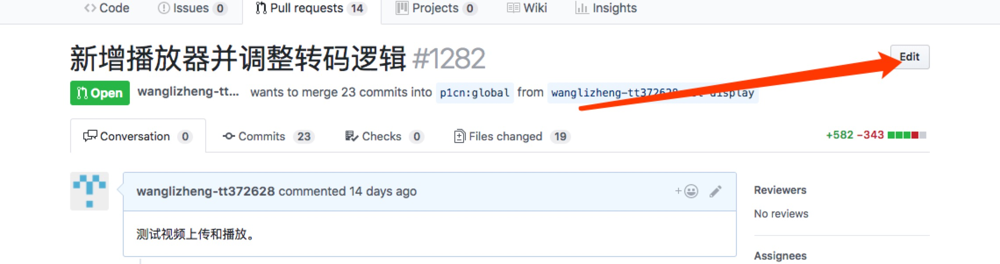 Code Issues 0 Pull requests 14 Projects 0 Wiki Insights
新增播放器并调整转码逻辑 #1282
Edit
Open wanglizheng-tt... wants to merge 23 commits into p1cn:global from wanglizheng-tt372628 display
Conversation 0 Commits 23 Checks 0 Files changed 19
+582 −343
wanglizheng-tt372628 commented 14 days ago
测试视频上传和播放。
Reviewers
No reviews
Assignees